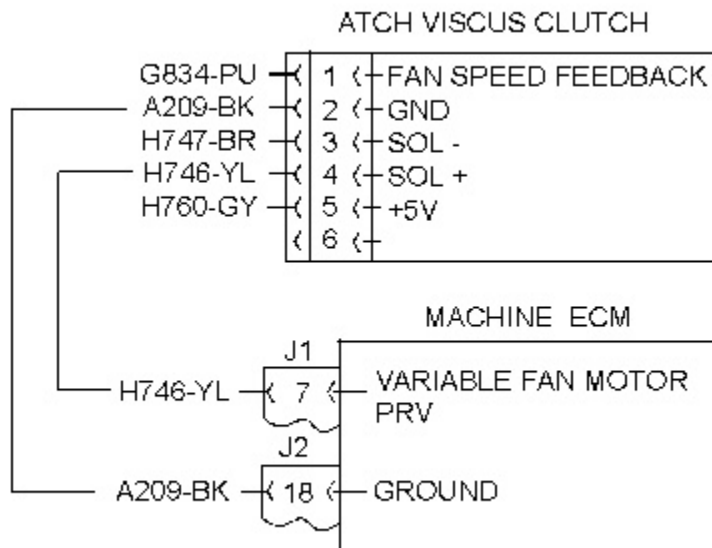 ATCH VISCUS CLUTCH
G834-PU 1 FAN SPEED FEEDBACK
A209-BK 2 GND
H747-BR 3 SOL -
H746-YL 4 SOL +
H760-GY 5 +5V
6
MACHINE ECM
J1
H746-YL 7 VARIABLE FAN MOTOR
PRV
J2
A209-BK 18 GROUND